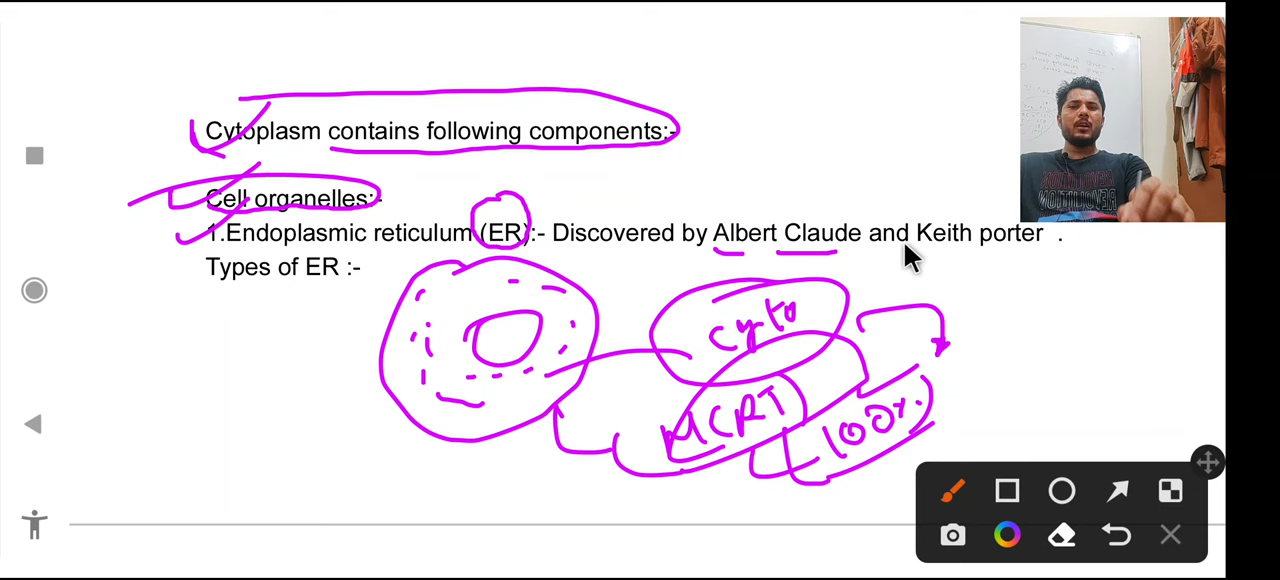 Cytoplasm contains following components:-
Cell organelles:-
1.Endoplasmic reticulum (ER):- Discovered by Albert Claude and Keith porter .
Types of ER :-
Cyto
NCRT
100%